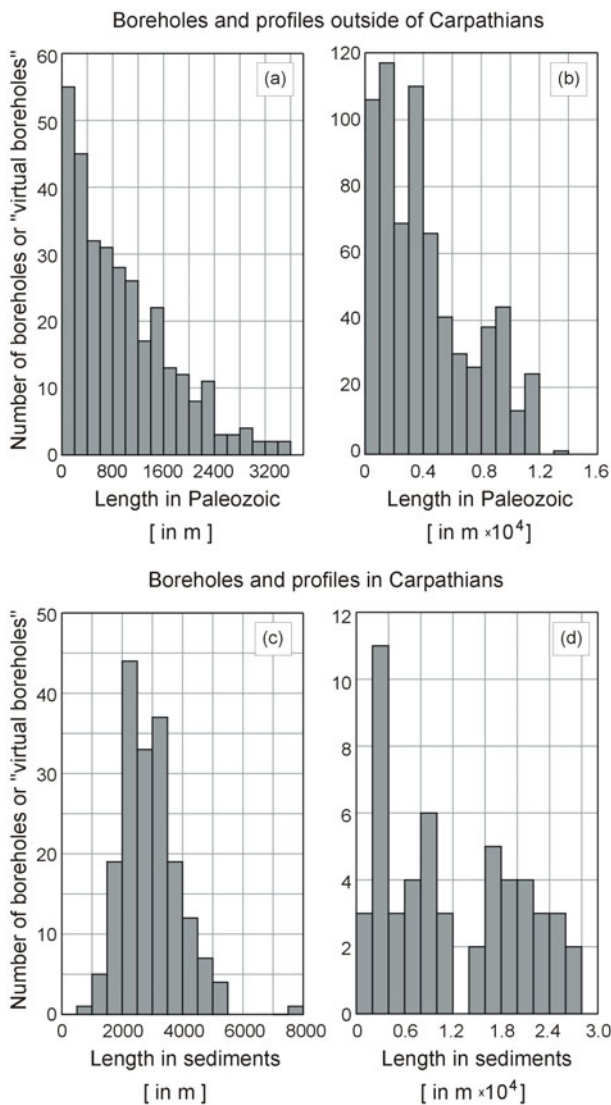 Boreholes and profiles outside of Carpathians
Number of boreholes or "virtual boreholes"
(a)
60
50
40
30
20
10
0
0 800 1600 2400 3200
Length in Paleozoic
[ in m ]
(b)
120
100
80
60
40
20
0
0 0.4 0.8 1.2 1.6
Length in Paleozoic
[ in m ×10⁴]
Boreholes and profiles in Carpathians
Number of boreholes or "virtual boreholes"
(c)
50
40
30
20
10
0
0 2000 4000 6000 8000
Length in sediments
[ in m ]
(d)
12
10
8
6
4
2
0
0 0.6 1.2 1.8 2.4 3.0
Length in sediments
[ in m ×10⁴]